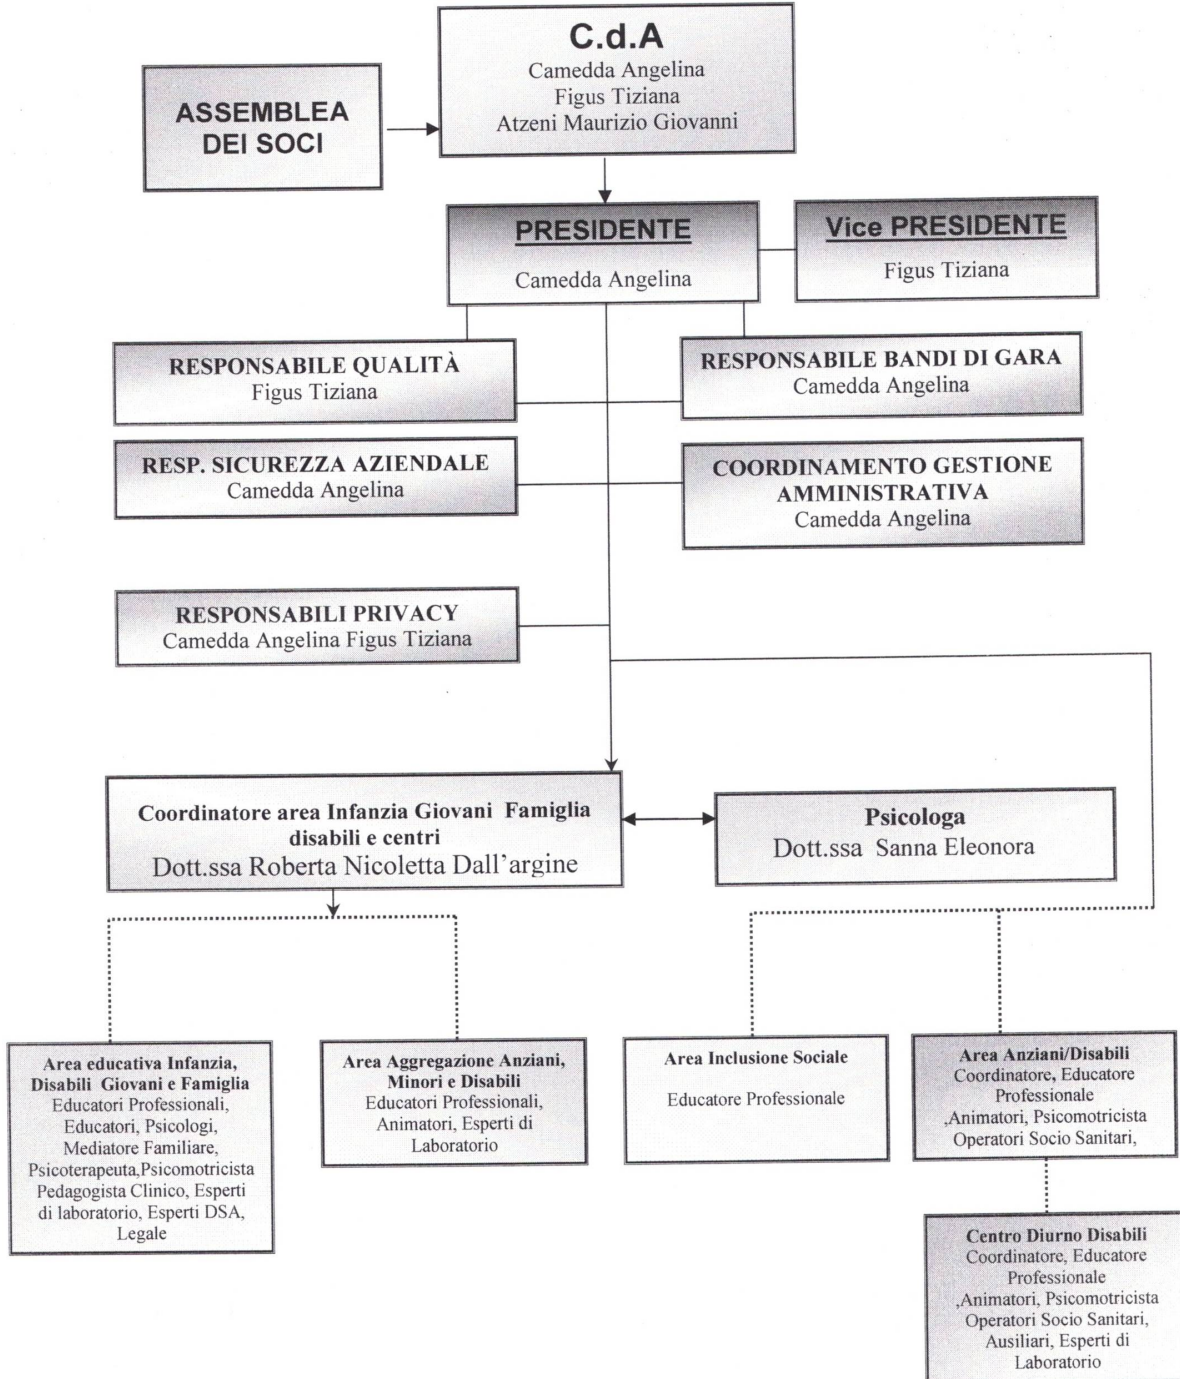 C.d.A
Camedda Angelina
Figus Tiziana
Atzeni Maurizio Giovanni
ASSEMBLEA
DEI SOCI
PRESIDENTE
Camedda Angelina
Vice PRESIDENTE
Figus Tiziana
RESPONSABILE QUALITÀ
Figus Tiziana
RESPONSABILE BANDI DI GARA
Camedda Angelina
RESP. SICUREZZA AZIENDALE
Camedda Angelina
COORDINAMENTO GESTIONE
AMMINISTRATIVA
Camedda Angelina
RESPONSABILI PRIVACY
Camedda Angelina Figus Tiziana
Coordinatore area Infanzia Giovani  Famiglia
disabili e centri
Dott.ssa Roberta Nicoletta Dall'argine
Psicologa
Dott.ssa  Sanna Eleonora
Area educativa Infanzia,
Disabili  Giovani e Famiglia
Educatori Professionali,
Educatori, Psicologi,
Mediatore Familiare,
Psicoterapeuta,Psicomotricista
Pedagogista Clinico, Esperti
di laboratorio, Esperti DSA,
Legale
Area Aggregazione Anziani,
Minori e Disabili
Educatori Professionali,
Animatori, Esperti di
Laboratorio
Area Inclusione Sociale
Educatore Professionale
Area Anziani/Disabili
Coordinatore, Educatore
Professionale
,Animatori, Psicomotricista
Operatori Socio Sanitari,
Centro Diurno Disabili
Coordinatore, Educatore
Professionale
,Animatori, Psicomotricista
Operatori Socio Sanitari,
Ausiliari, Esperti di
Laboratorio